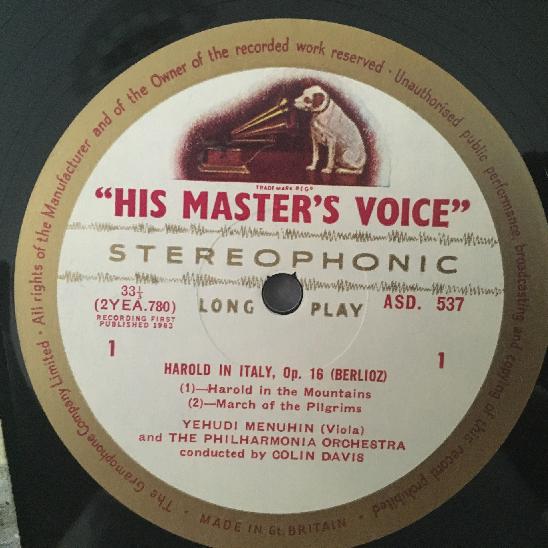 The Gramophone Company Limited · All rights of the Manufacturer and of the Owner of the recorded work reserved · Unauthorised public performance broadcasting and copying of this record prohibited
TRADE MARK REGD
“HIS MASTER'S VOICE”
STEREOPHONIC
33⅓
(2YEA.780)
RECORDING FIRST
PUBLISHED 1963
LONG PLAY
ASD. 537
1
1
HAROLD IN ITALY, Op. 16 (BERLIOZ)
(1)—Harold in the Mountains
(2)—March of the Pilgrims
YEHUDI MENUHIN (Viola)
and THE PHILHARMONIA ORCHESTRA
conducted by COLIN DAVIS
· MADE IN Gt. BRITAIN ·